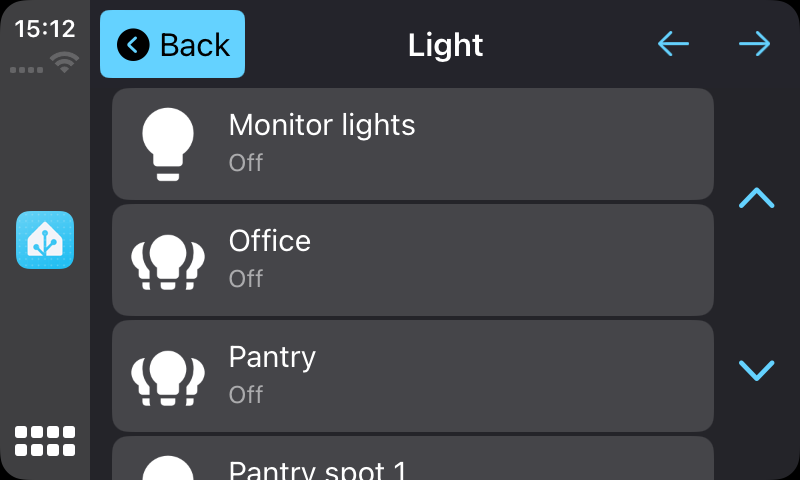 15:12
Back
Light
Monitor lights
Off
Office
Off
Pantry
Off
Pantry spot 1